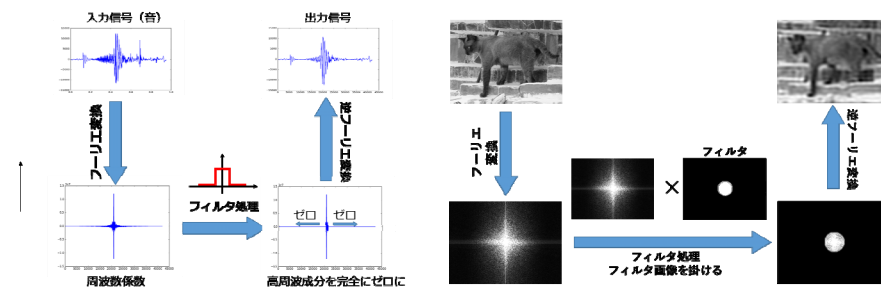 入力信号（音）
出力信号
フーリエ変換
逆フーリエ変換
フィルタ処理
ゼロ
ゼロ
周波数係数
高周波成分を完全にゼロに
フーリエ
変換
フィルタ
×
逆フーリエ変換
フィルタ処理
フィルタ画像を掛ける